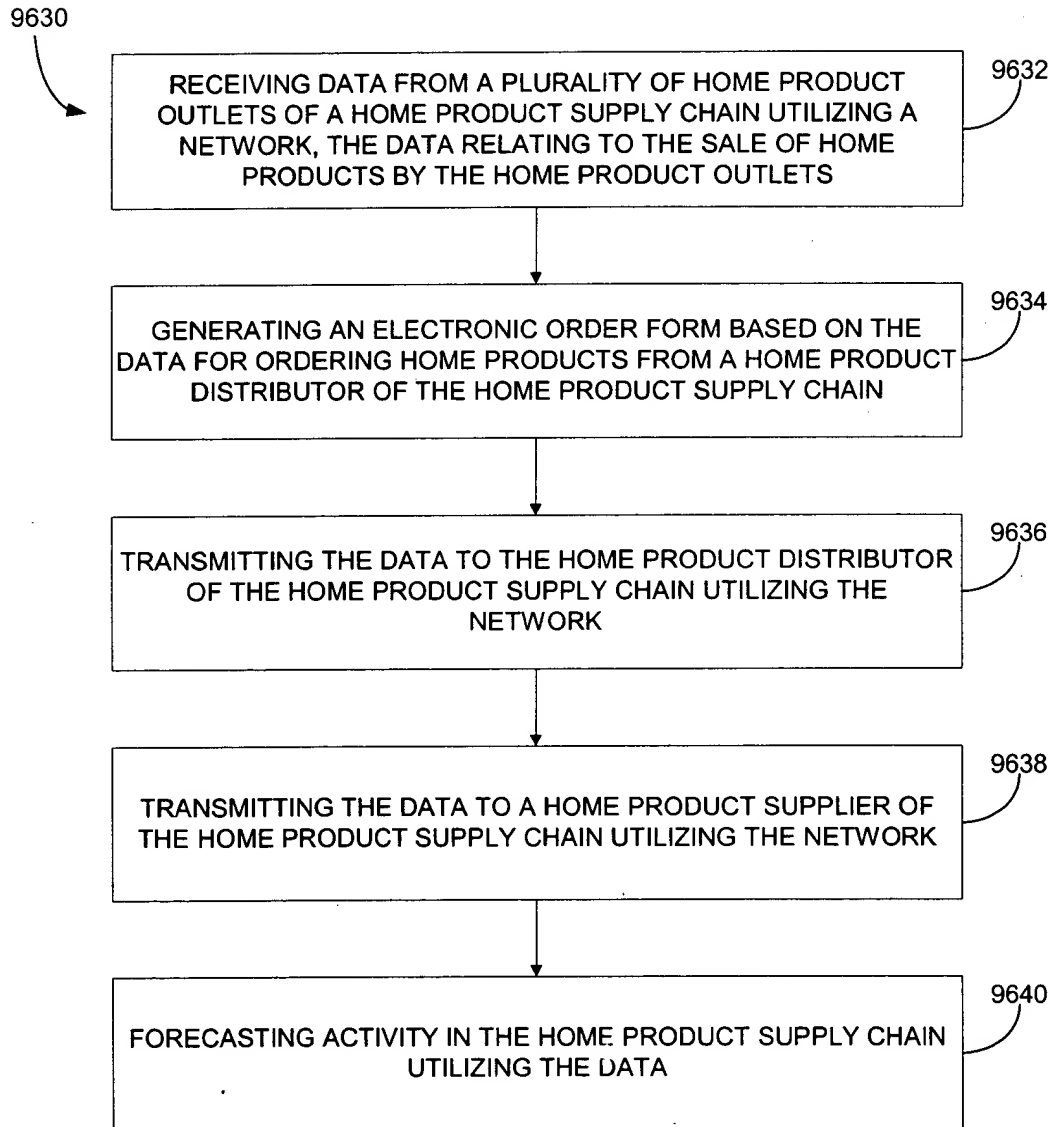 9630
9632
RECEIVING DATA FROM A PLURALITY OF HOME PRODUCT
OUTLETS OF A HOME PRODUCT SUPPLY CHAIN UTILIZING A
NETWORK, THE DATA RELATING TO THE SALE OF HOME
PRODUCTS BY THE HOME PRODUCT OUTLETS
9634
GENERATING AN ELECTRONIC ORDER FORM BASED ON THE
DATA FOR ORDERING HOME PRODUCTS FROM A HOME PRODUCT
DISTRIBUTOR OF THE HOME PRODUCT SUPPLY CHAIN
9636
TRANSMITTING THE DATA TO THE HOME PRODUCT DISTRIBUTOR
OF THE HOME PRODUCT SUPPLY CHAIN UTILIZING THE
NETWORK
9638
TRANSMITTING THE DATA TO A HOME PRODUCT SUPPLIER OF
THE HOME PRODUCT SUPPLY CHAIN UTILIZING THE NETWORK
9640
FORECASTING ACTIVITY IN THE HOME PRODUCT SUPPLY CHAIN
UTILIZING THE DATA